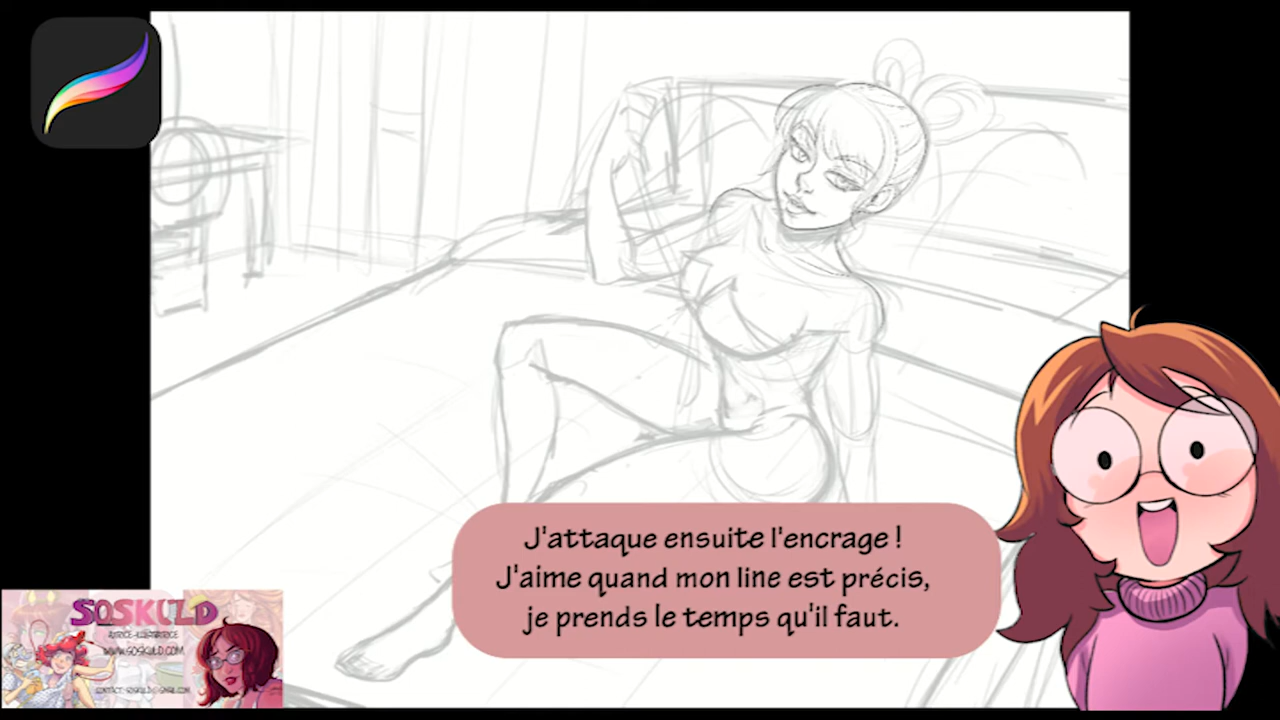 J'attaque ensuite l'encrage !
J'aime quand mon line est précis,
je prends le temps qu'il faut.
SOSKULD
WWW.SOSKULD.COM